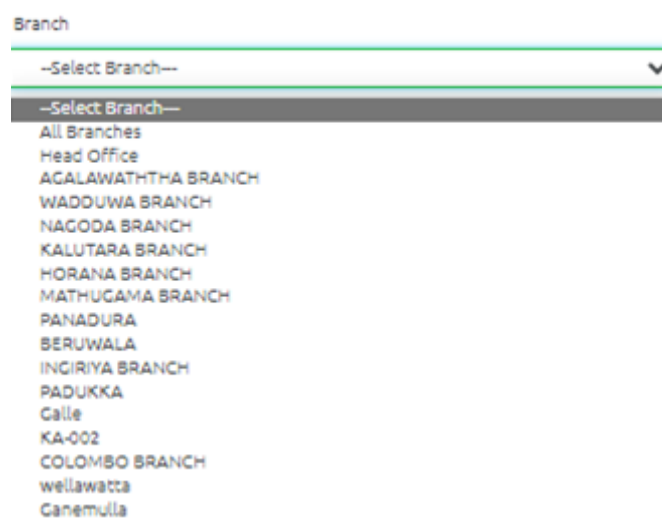 Branch
--Select Branch---
--Select Branch---
All Branches
Head Office
AGALAWATHTHA BRANCH
WADDUWA BRANCH
NAGODA BRANCH
KALUTARA BRANCH
HORANA BRANCH
MATHUGAMA BRANCH
PANADURA
BERUWALA
INGIRIYA BRANCH
PADUKKA
Galle
KA-002
COLOMBO BRANCH
wellawatta
Ganemulla